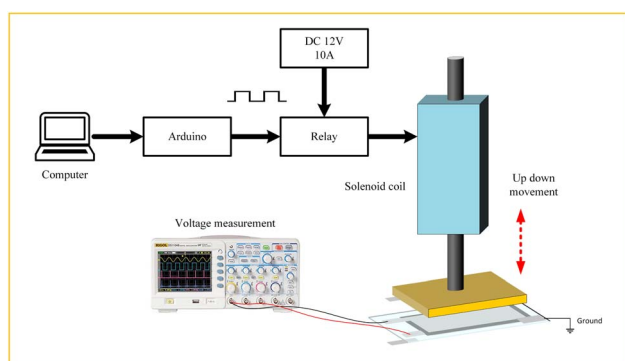 DC 12V
10A
Arduino
Relay
Computer
Solenoid coil
Up down
movement
Voltage measurement
Ground